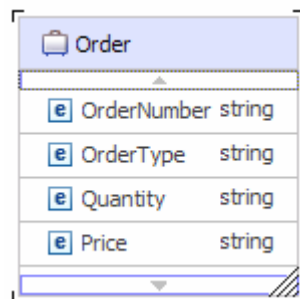 Order
e OrderNumber string
e OrderType string
e Quantity string
e Price string